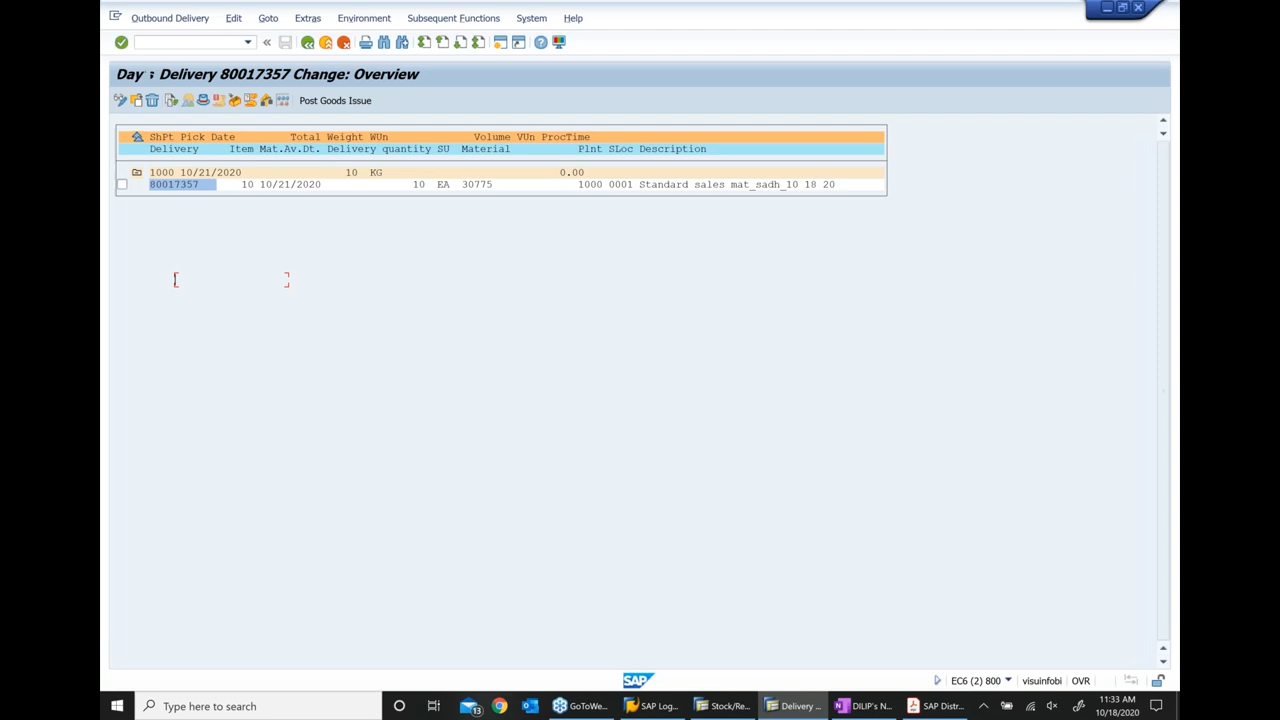 Outbound Delivery Edit Goto Extras Environment Subsequent Functions System Help
Day ; Delivery 80017357 Change: Overview
Post Goods Issue
ShPt Pick Date Total Weight WUn Volume VUn ProcTime
Delivery Item Mat.Av.Dt. Delivery quantity SU Material Plnt SLoc Description
1000 10/21/2020 10 KG 0.00
80017357 10 10/21/2020 10 EA 30775 1000 0001 Standard sales mat_sadh_10 18 20
SAP EC6 (2) 800 visuinfobi OVR
Type here to search 13 GoToWe... SAP Log... Stock/Re... Delivery ... DILIP's N... SAP Distr... 11:33 AM
10/18/2020